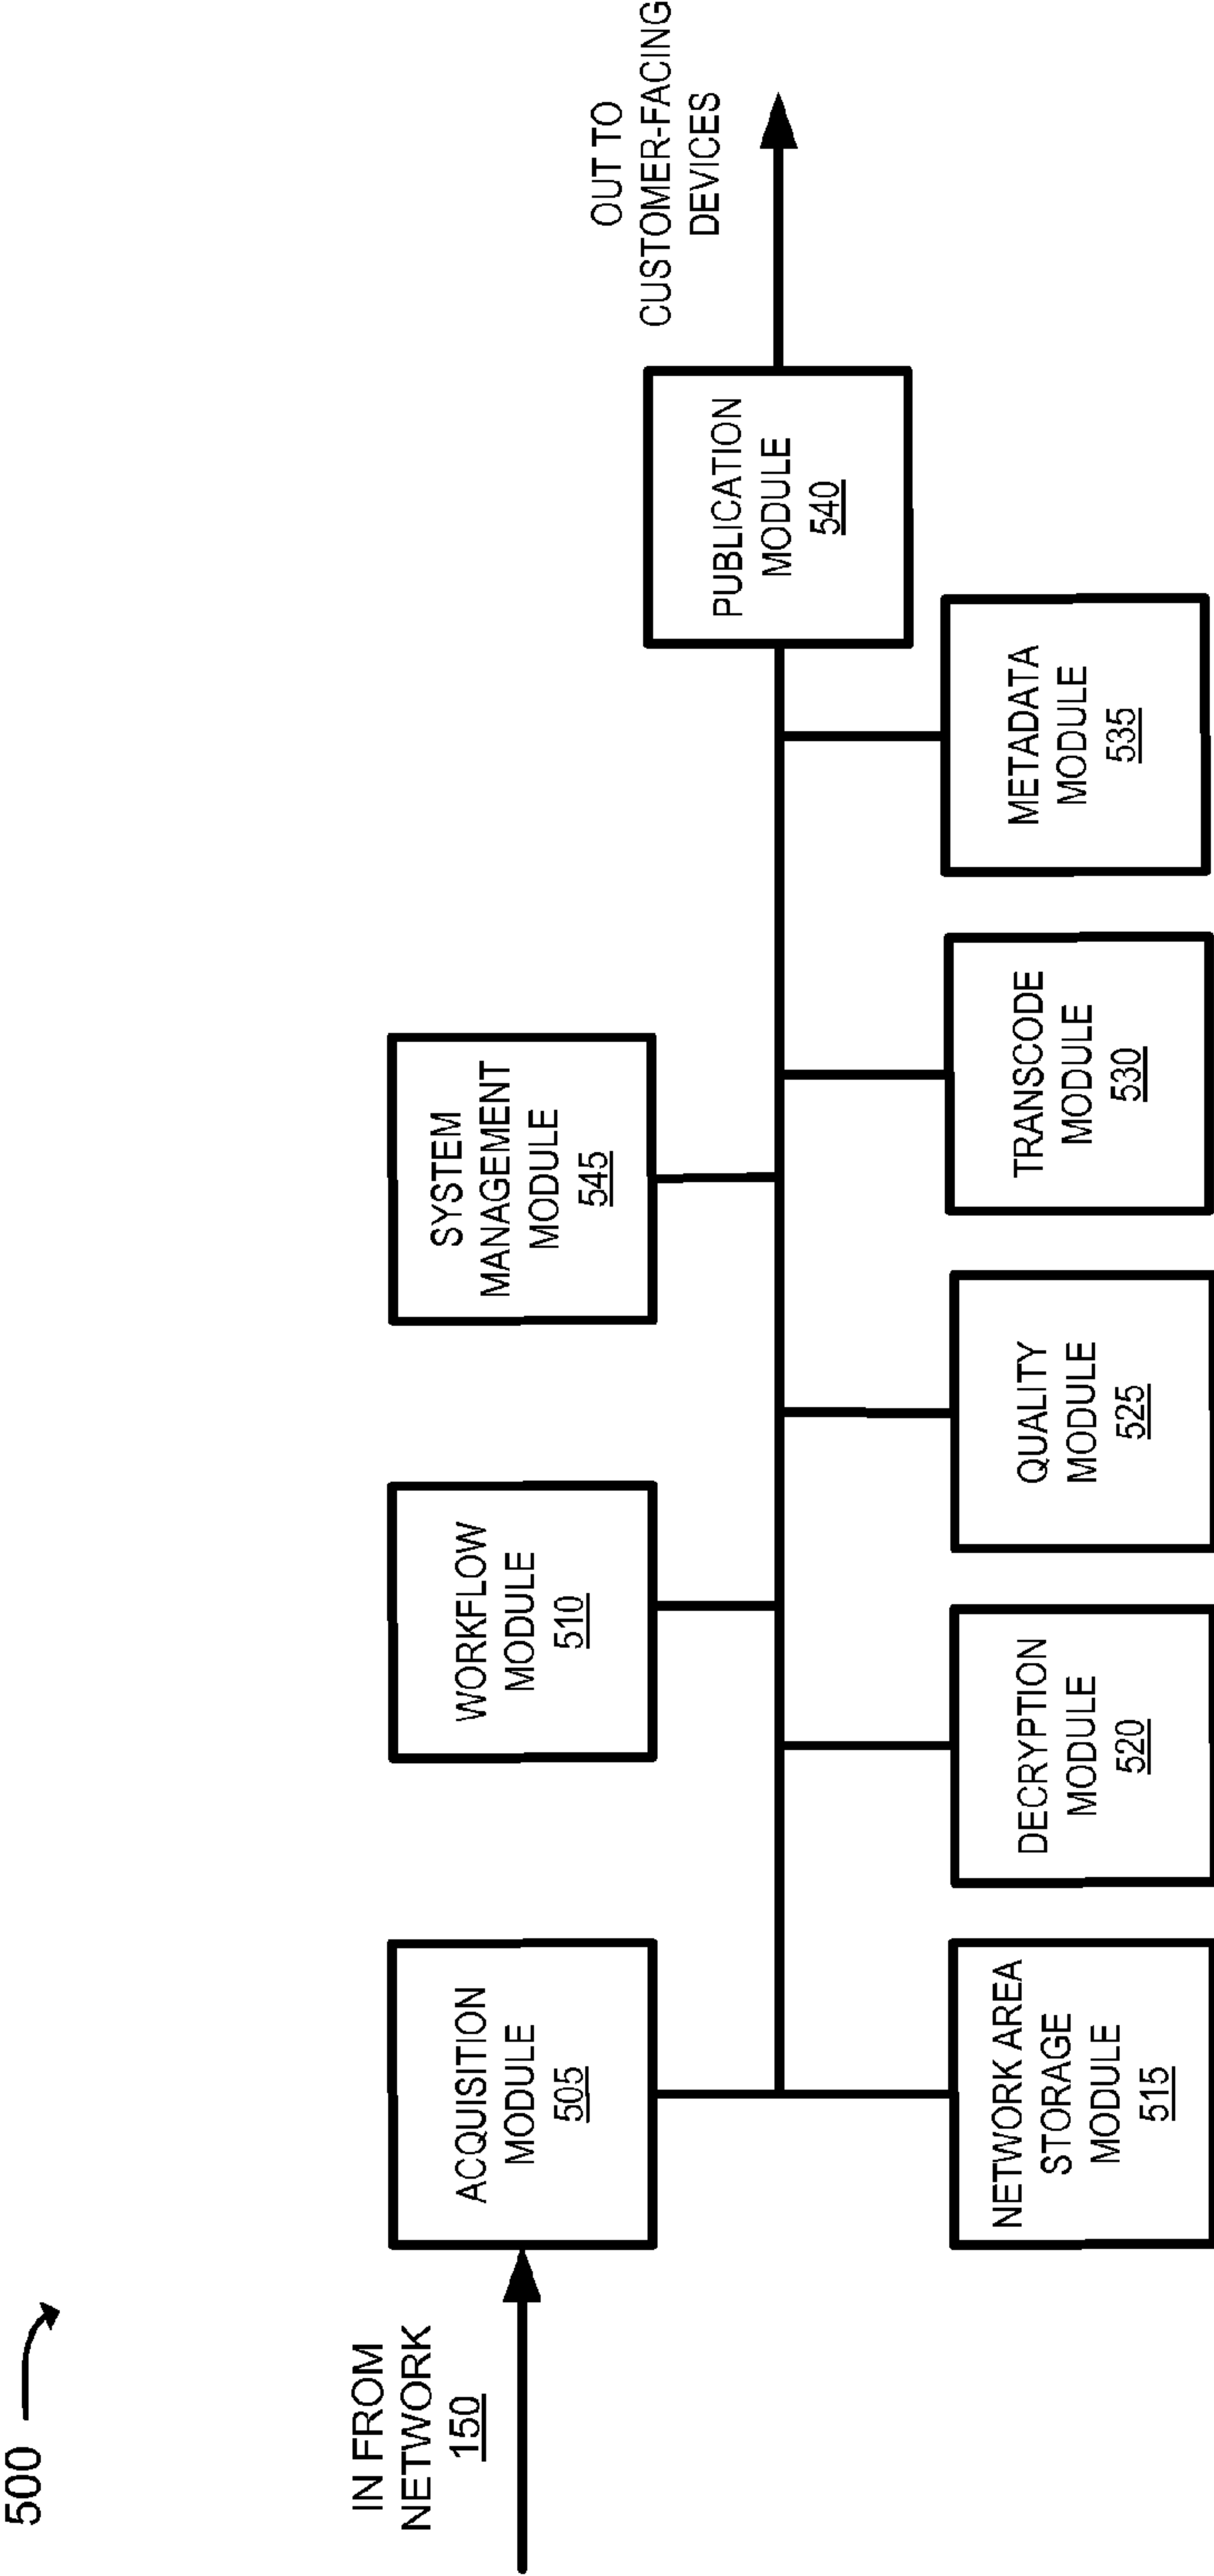 500
IN FROM
NETWORK
150
ACQUISITION
MODULE
505
WORKFLOW
MODULE
510
SYSTEM
MANAGEMENT
MODULE
545
OUT TO
CUSTOMER-FACING
DEVICES
PUBLICATION
MODULE
540
NETWORK AREA
STORAGE
MODULE
515
DECRYPTION
MODULE
520
QUALITY
MODULE
525
TRANSCODE
MODULE
530
METADATA
MODULE
535